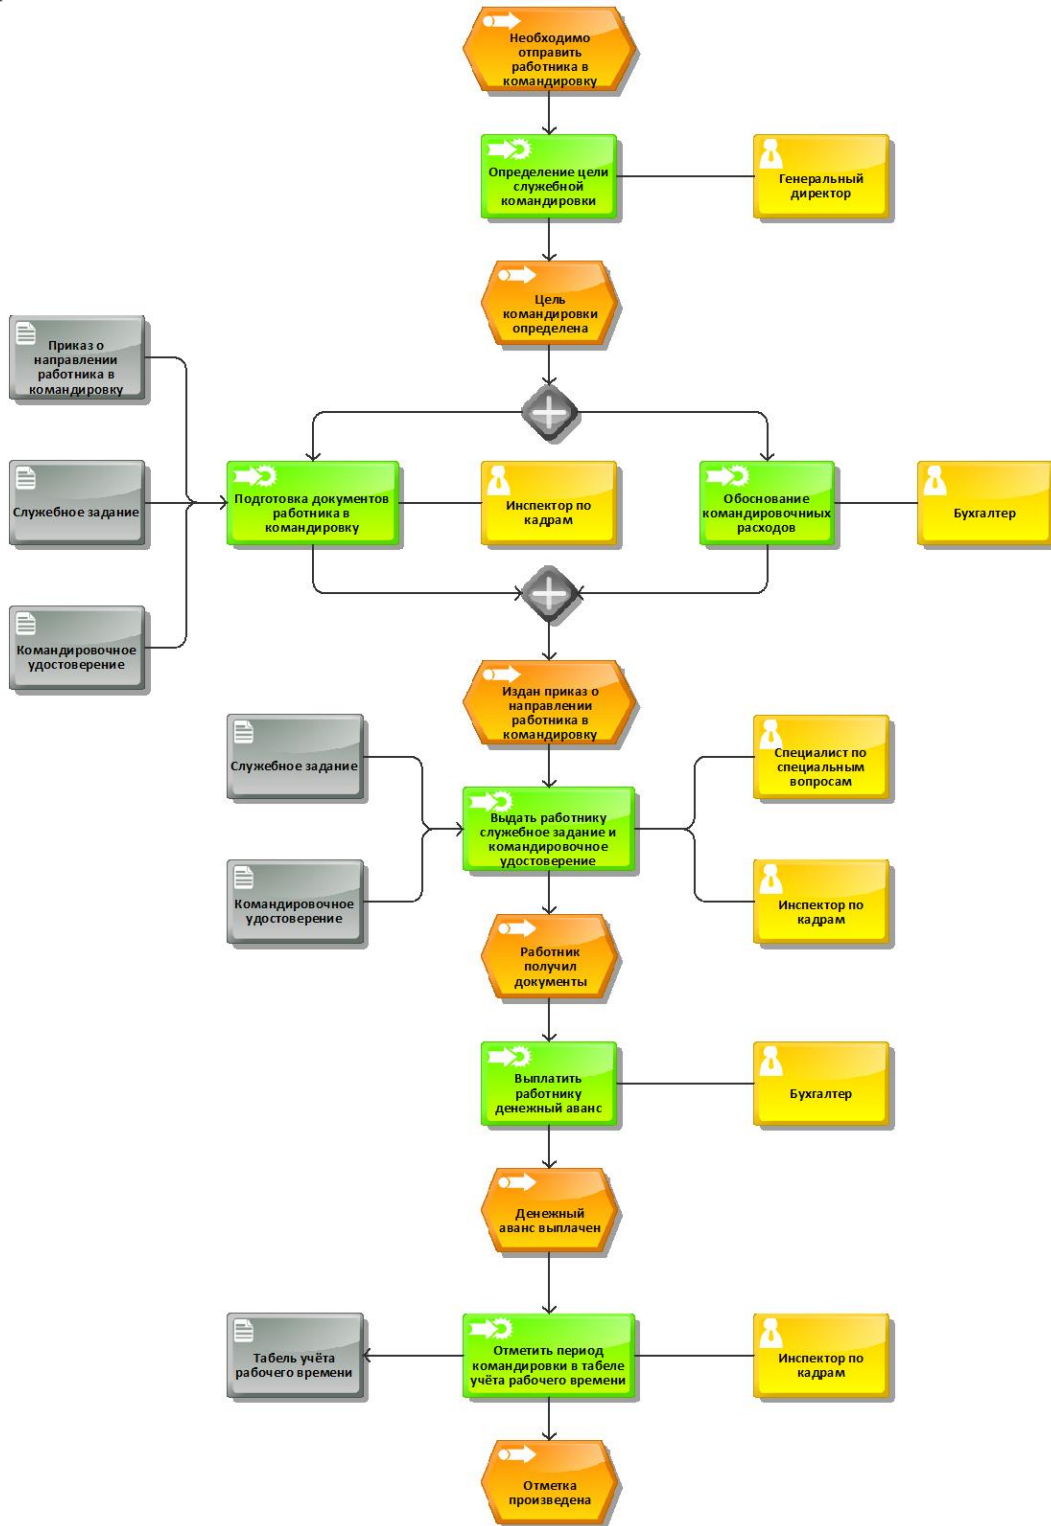 Необходимо
отправить
работника в
командировку
Определение цели
служебной
командировки
Генеральный
директор
Цель
командировки
определена
Приказ о
направлении
работника в
командировку
Служебное задание
Командировочное
удостоверение
Подготовка документов
работника в
командировку
Инспектор по
кадрам
Обоснование
командировочниых
расходов
Бухгалтер
Издан приказ о
направлении
работника в
командировку
Служебное задание
Командировочное
удостоверение
Выдать работнику
служебное задание и
командировочное
удостоверение
Специалист по
специальным
вопросам
Инспектор по
кадрам
Работник
получил
документы
Выплатить
работнику
денежный аванс
Бухгалтер
Денежный
аванс выплачен
Табель учёта
рабочего времени
Отметить период
командировки в табеле
учёта рабочего времени
Инспектор по
кадрам
Отметка
произведена